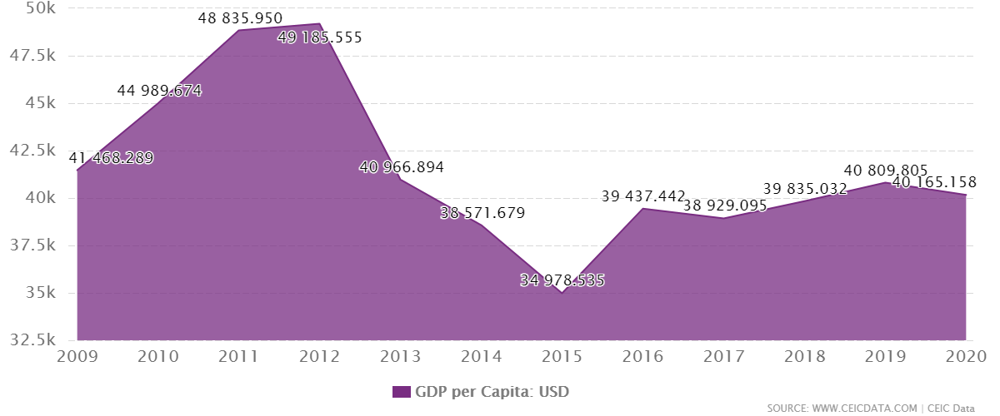 50k
47.5k
45k
42.5k
40k
37.5k
35k
32.5k
41 468.289
44 989.674
48 835.950
49 185.555
40 966.894
38 571.679
34 978.535
39 437.442
38 929.095
39 835.032
40 809.805
40 165.158
2009 2010 2011 2012 2013 2014 2015 2016 2017 2018 2019 2020
GDP per Capita: USD
SOURCE: WWW.CEICDATA.COM | CEIC Data